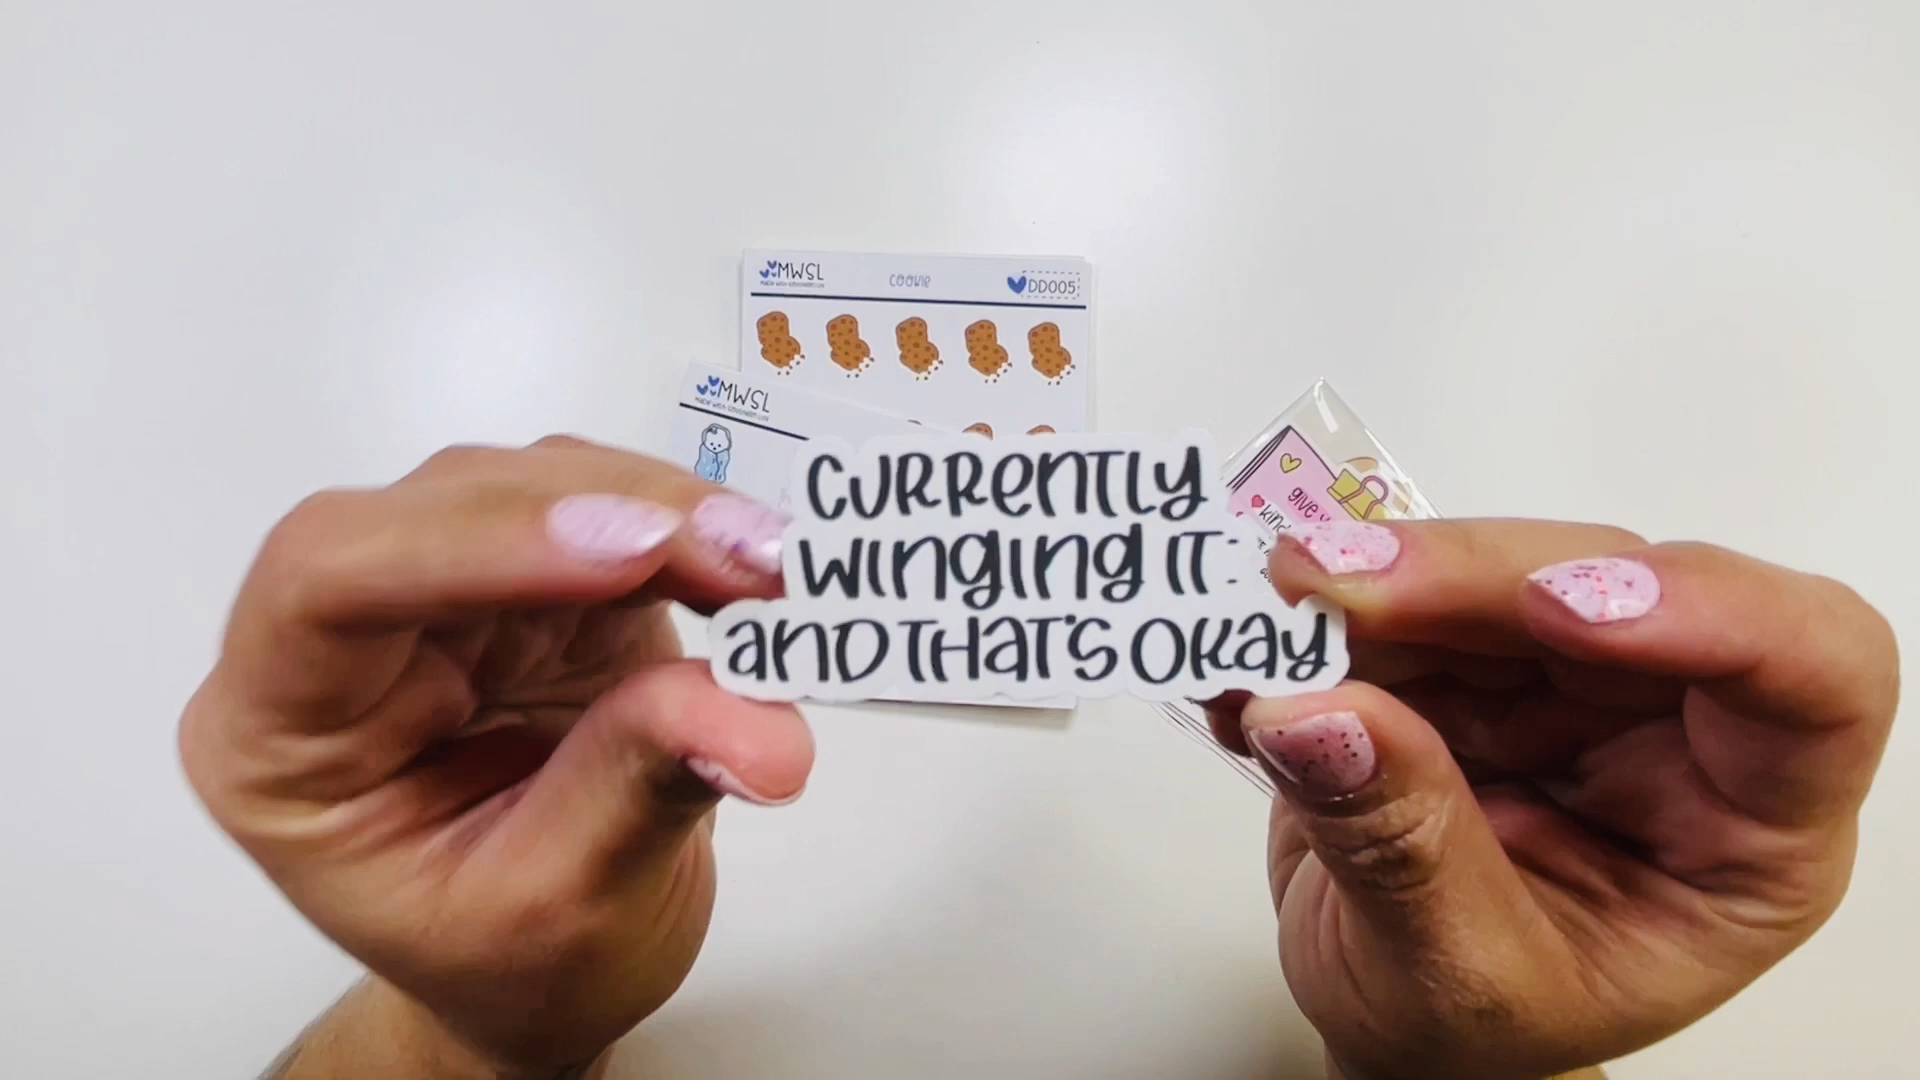 MWSL
cookie
DD005
MWSL
give
kind
CURRENTLY
WINGING IT:
AND THAT'S OKAY